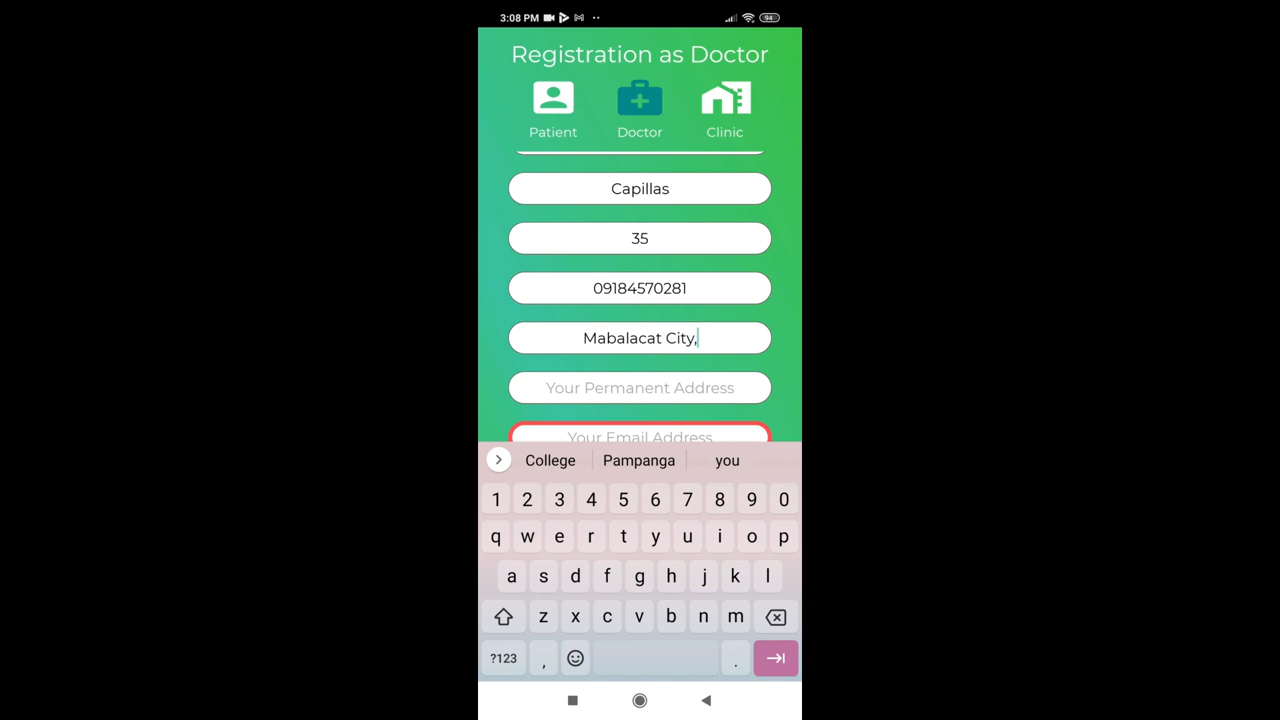 3:08 PM 94
Registration as Doctor
Patient Doctor Clinic
Capillas
35
09184570281
Mabalacat City,
Your Permanent Address
Your Email Address
College Pampanga you
1 2 3 4 5 6 7 8 9 0
q w e r t y u i o p
a s d f g h j k l
z x c v b n m
?123 , .